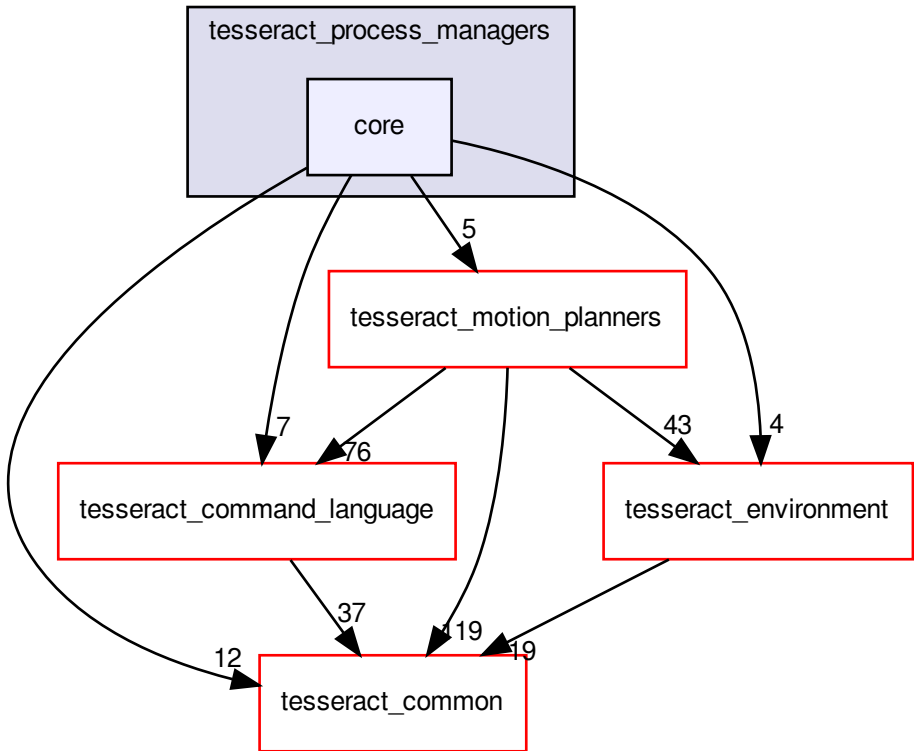 tesseract_process_managers
core
5
tesseract_motion_planners
7
76
43
4
tesseract_command_language
tesseract_environment
37
119
19
12
tesseract_common